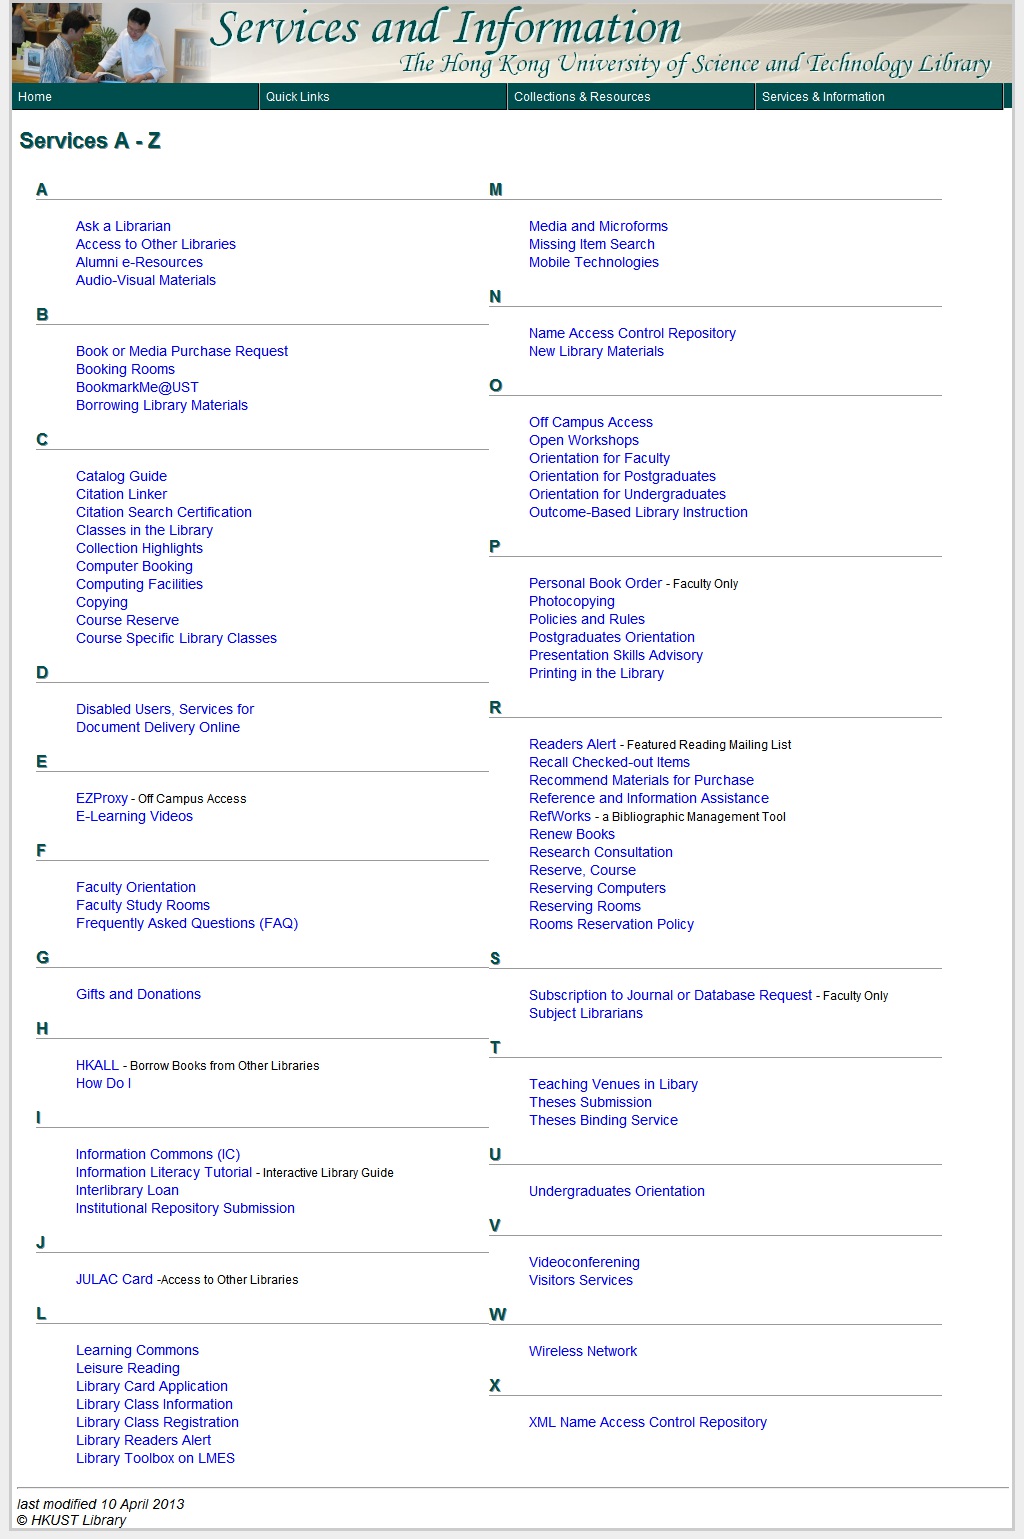 Services and Information
The Hong Kong University of Science and Technology Library
Home
Quick Links
Collections & Resources
Services & Information
Services A - Z
A
Ask a Librarian
Access to Other Libraries
Alumni e-Resources
Audio-Visual Materials
B
Book or Media Purchase Request
Booking Rooms
BookmarkMe@UST
Borrowing Library Materials
C
Catalog Guide
Citation Linker
Citation Search Certification
Classes in the Library
Collection Highlights
Computer Booking
Computing Facilities
Copying
Course Reserve
Course Specific Library Classes
D
Disabled Users, Services for
Document Delivery Online
E
EZProxy - Off Campus Access
E-Learning Videos
F
Faculty Orientation
Faculty Study Rooms
Frequently Asked Questions (FAQ)
G
Gifts and Donations
H
HKALL - Borrow Books from Other Libraries
How Do I
I
Information Commons (IC)
Information Literacy Tutorial - Interactive Library Guide
Interlibrary Loan
Institutional Repository Submission
J
JULAC Card -Access to Other Libraries
L
Learning Commons
Leisure Reading
Library Card Application
Library Class Information
Library Class Registration
Library Readers Alert
Library Toolbox on LMES
M
Media and Microforms
Missing Item Search
Mobile Technologies
N
Name Access Control Repository
New Library Materials
O
Off Campus Access
Open Workshops
Orientation for Faculty
Orientation for Postgraduates
Orientation for Undergraduates
Outcome-Based Library Instruction
P
Personal Book Order - Faculty Only
Photocopying
Policies and Rules
Postgraduates Orientation
Presentation Skills Advisory
Printing in the Library
R
Readers Alert - Featured Reading Mailing List
Recall Checked-out Items
Recommend Materials for Purchase
Reference and Information Assistance
RefWorks - a Bibliographic Management Tool
Renew Books
Research Consultation
Reserve, Course
Reserving Computers
Reserving Rooms
Rooms Reservation Policy
S
Subscription to Journal or Database Request - Faculty Only
Subject Librarians
T
Teaching Venues in Libary
Theses Submission
Theses Binding Service
U
Undergraduates Orientation
V
Videoconferening
Visitors Services
W
Wireless Network
X
XML Name Access Control Repository
last modified 10 April 2013
© HKUST Library